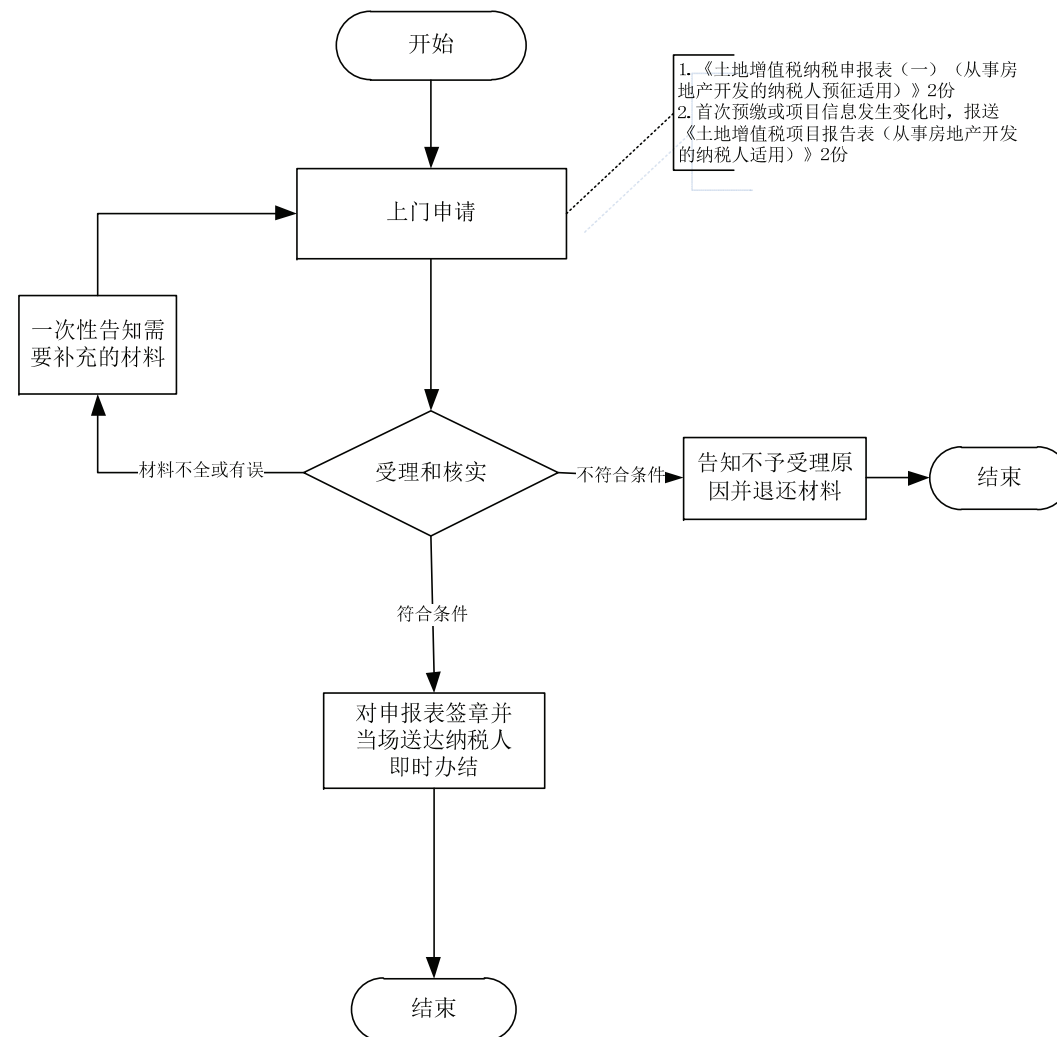 开始
1.《土地增值税纳税申报表（一）（从事房
地产开发的纳税人预征适用）》2份
2.首次预缴或项目信息发生变化时，报送
《土地增值税项目报告表（从事房地产开发
的纳税人适用）》2份
上门申请
一次性告知需
要补充的材料
材料不全或有误
受理和核实
不符合条件
告知不予受理原
因并退还材料
结束
符合条件
对申报表签章并
当场送达纳税人
即时办结
结束